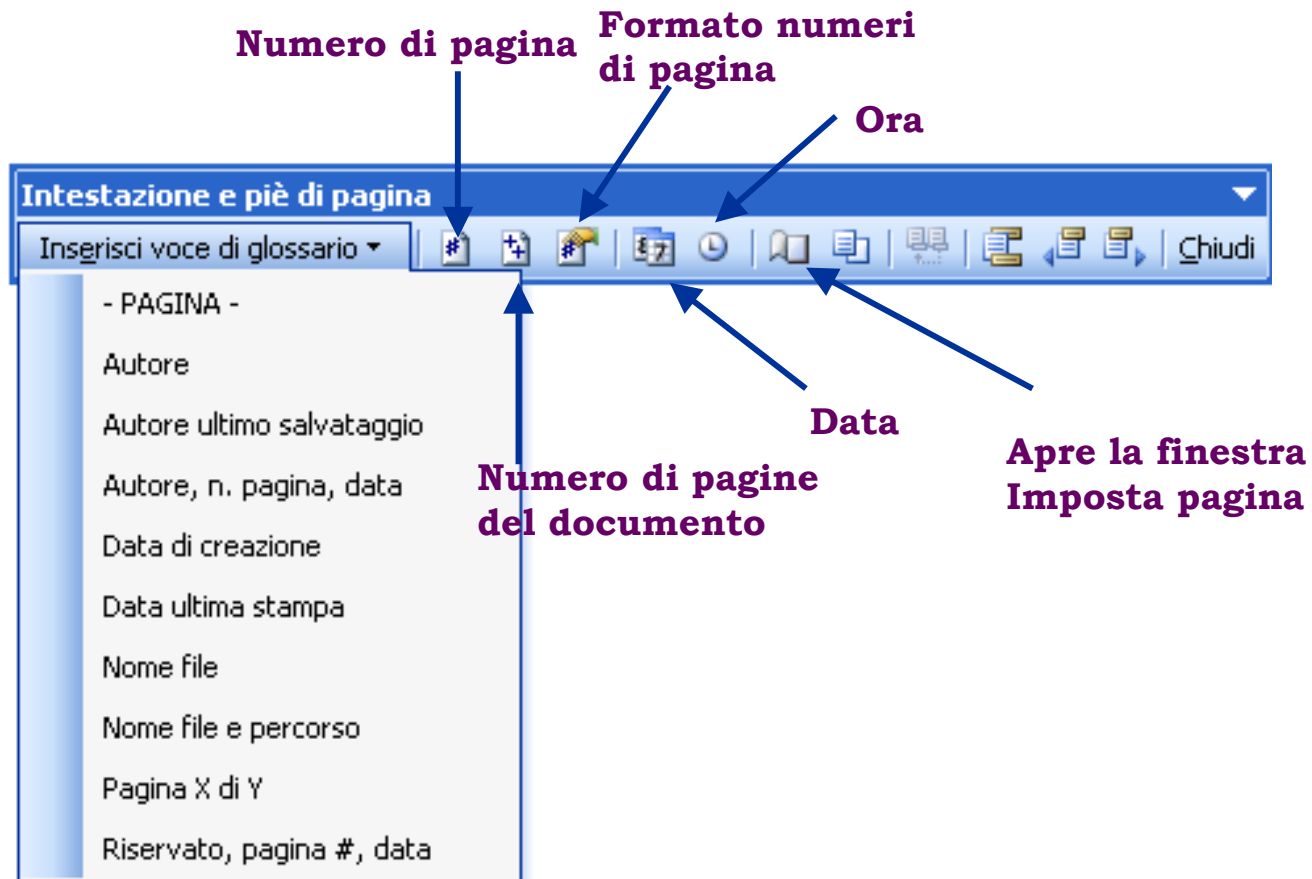 Numero di pagina
Formato numeri
di pagina
Ora
Intestazione e piè di pagina
Inserisci voce di glossario
Chiudi
- PAGINA -
Autore
Autore ultimo salvataggio
Autore, n. pagina, data
Data di creazione
Data ultima stampa
Nome file
Nome file e percorso
Pagina X di Y
Riservato, pagina #, data
Numero di pagine
del documento
Data
Apre la finestra
Imposta pagina